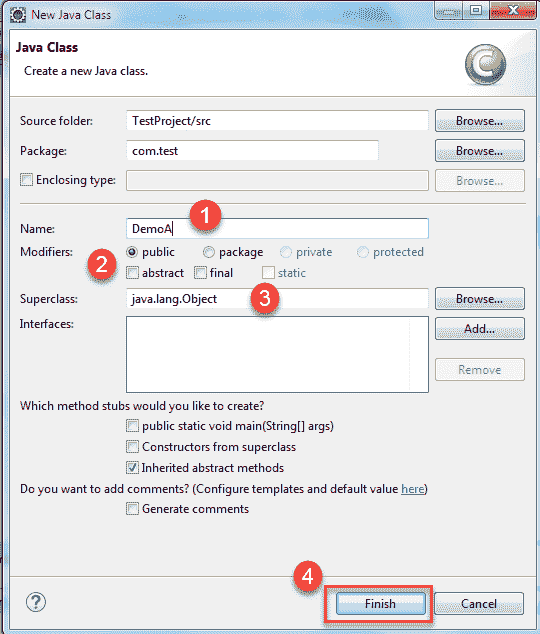 New Java Class
Java Class
Create a new Java class.
C
Source folder: TestProject/src Browse...
Package: com.test Browse...
Enclosing type: Browse...
1
Name: DemoA
Modifiers: public package private protected
2
abstract final static
Superclass: java.lang.Object 3 Browse...
Interfaces: Add...
Remove
Which method stubs would you like to create?
public static void main(String[] args)
Constructors from superclass
Inherited abstract methods
Do you want to add comments? (Configure templates and default value here)
Generate comments
4
? Finish Cancel